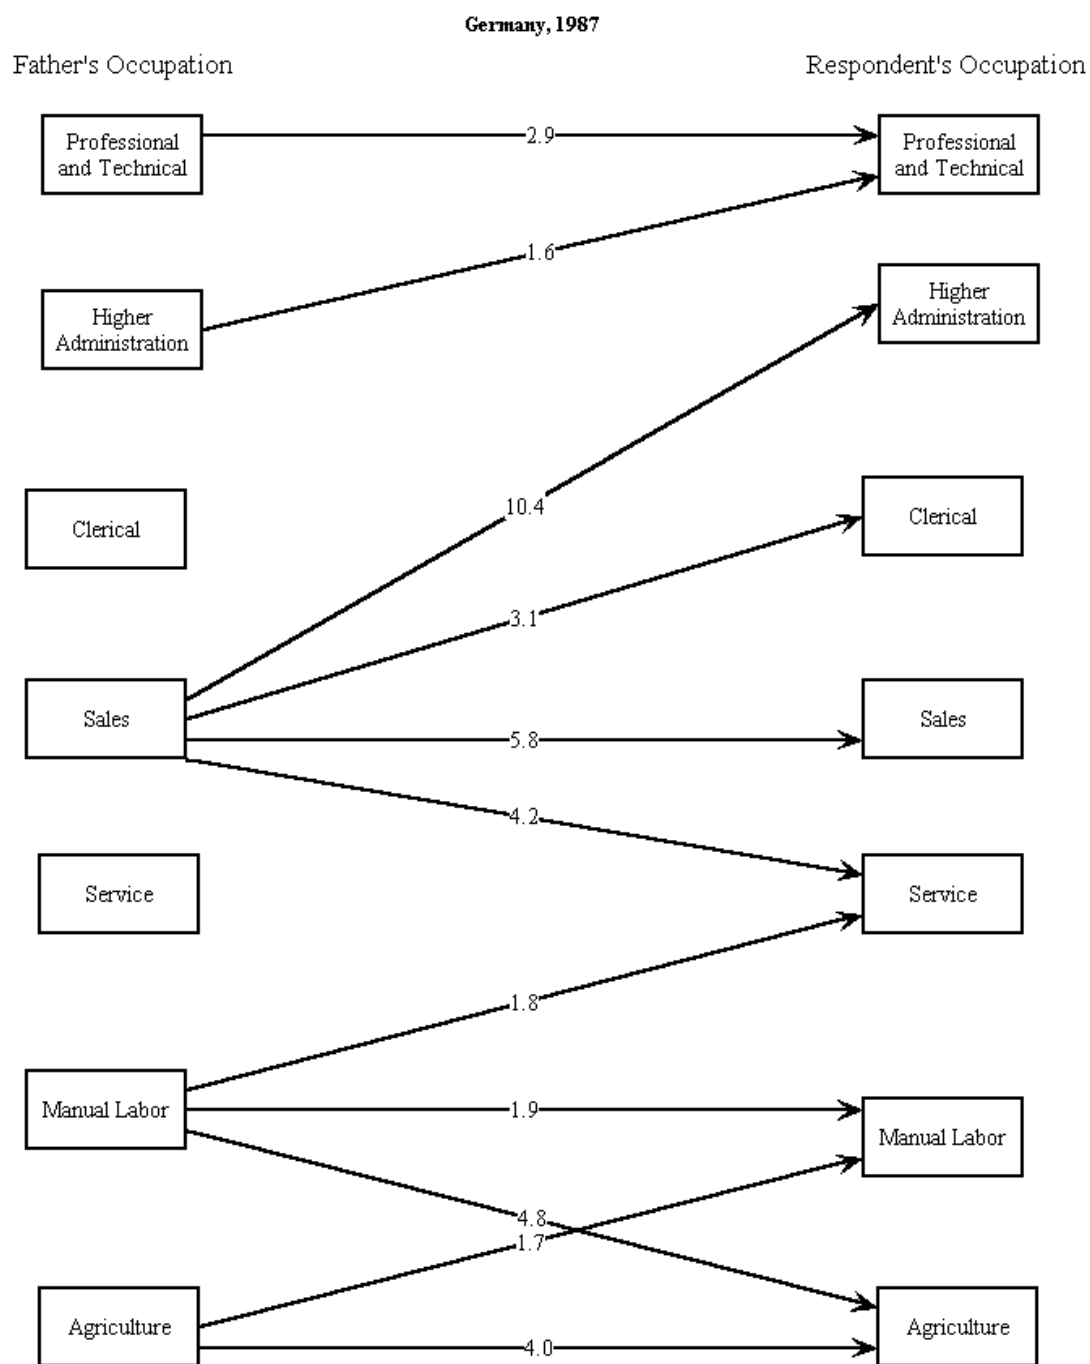 Germany, 1987
Father's Occupation
Respondent's Occupation
Professional
and Technical
2.9
Professional
and Technical
1.6
Higher
Administration
Higher
Administration
10.4
Clerical
Clerical
3.1
Sales
5.8
Sales
4.2
Service
Service
1.8
Manual Labor
1.9
Manual Labor
4.8
1.7
Agriculture
4.0
Agriculture